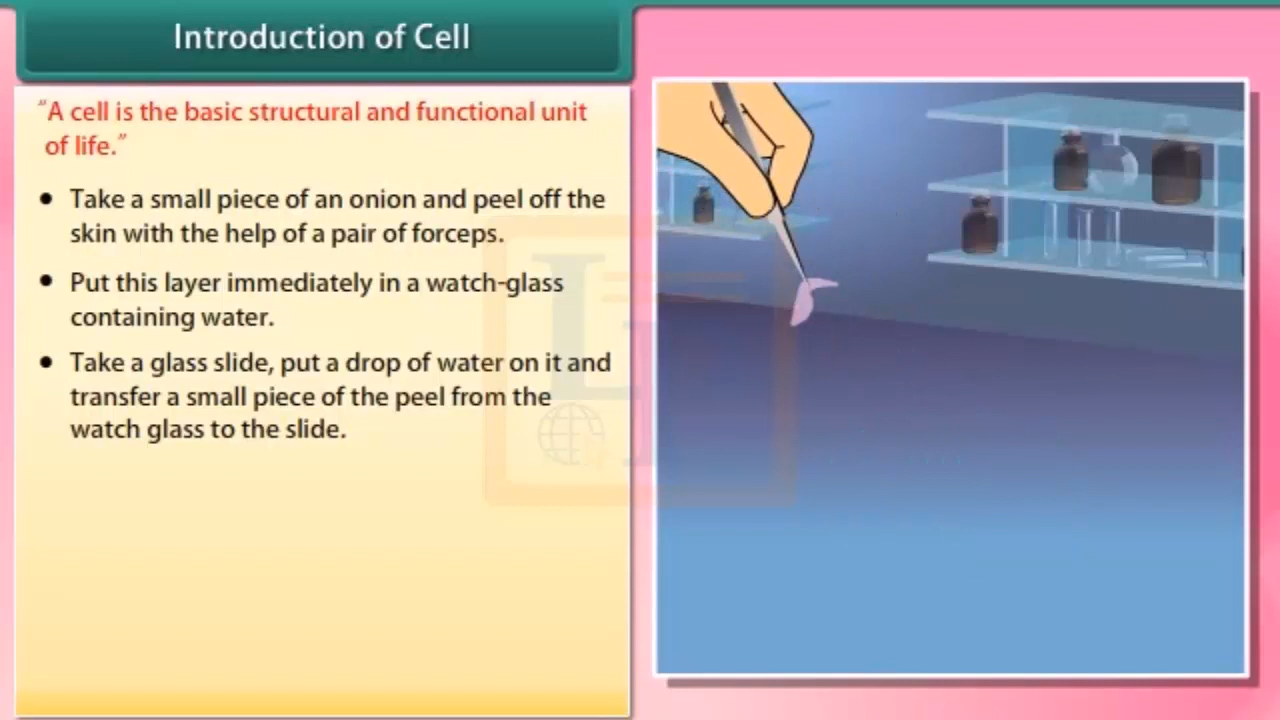 Introduction of Cell
“A cell is the basic structural and functional unit
of life.”
• Take a small piece of an onion and peel off the
skin with the help of a pair of forceps.
• Put this layer immediately in a watch-glass
containing water.
• Take a glass slide, put a drop of water on it and
transfer a small piece of the peel from the
watch glass to the slide.